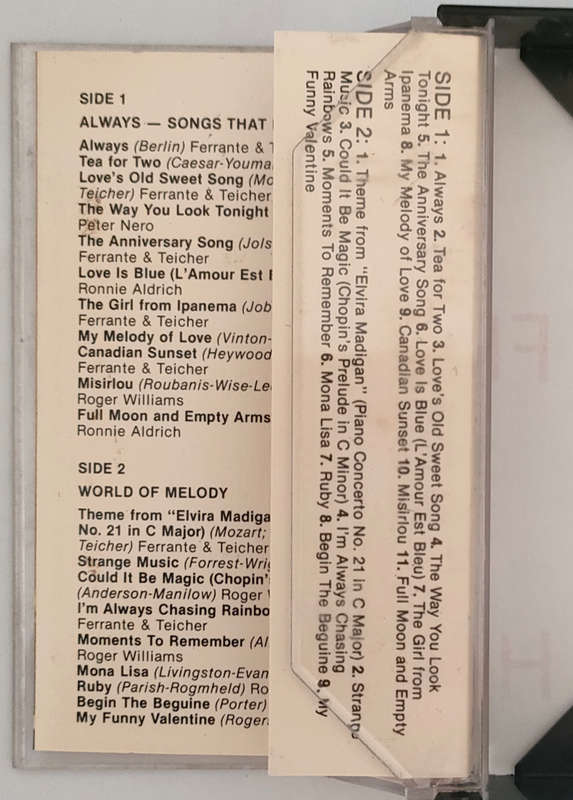 SIDE 1
ALWAYS — SONGS THAT
Always (Berlin) Ferrante &
Tea for Two (Caesar-Youma
Love's Old Sweet Song (Mo
Teicher) Ferrante & Teicher
The Way You Look Tonight
Peter Nero
The Anniversary Song (Jols
Ferrante & Teicher
Love Is Blue (L'Amour Est
Ronnie Aldrich
The Girl from Ipanema (Job
Ferrante & Teicher
My Melody of Love (Vinton-
Canadian Sunset (Heywood
Ferrante & Teicher
Misirlou (Roubanis-Wise-Le
Roger Williams
Full Moon and Empty Arms
Ronnie Aldrich
SIDE 2
WORLD OF MELODY
Theme from "Elvira Madiga
No. 21 in C Major) (Mozart;
Teicher) Ferrante & Teicher
Strange Music (Forrest-Wri
Could It Be Magic (Chopin'
(Anderson-Manilow) Roger
I'm Always Chasing Rainbo
Ferrante & Teicher
Moments To Remember (Al
Roger Williams
Mona Lisa (Livingston-Evan
Ruby (Parish-Rogmheld) Ro
Begin The Beguine (Porter)
My Funny Valentine (Roger
SIDE 1: 1. Always 2. Tea for Two 3. Love's Old Sweet Song 4. The Way You Look
Tonight 5. The Anniversary Song 6. Love Is Blue (L'Amour Est Bleu) 7. The Girl from
Ipanema 8. My Melody of Love 9. Canadian Sunset 10. Misirlou 11. Full Moon and Empty
Arms
SIDE 2: 1. Theme from "Elvira Madigan" (Piano Concerto No. 21 in C Major) 2. Strange
Music 3. Could It Be Magic (Chopin's Prelude in C Minor) 4. I'm Always Chasing
Rainbows 5. Moments To Remember 6. Mona Lisa 7. Ruby 8. Begin The Beguine 9. My
Funny Valentine